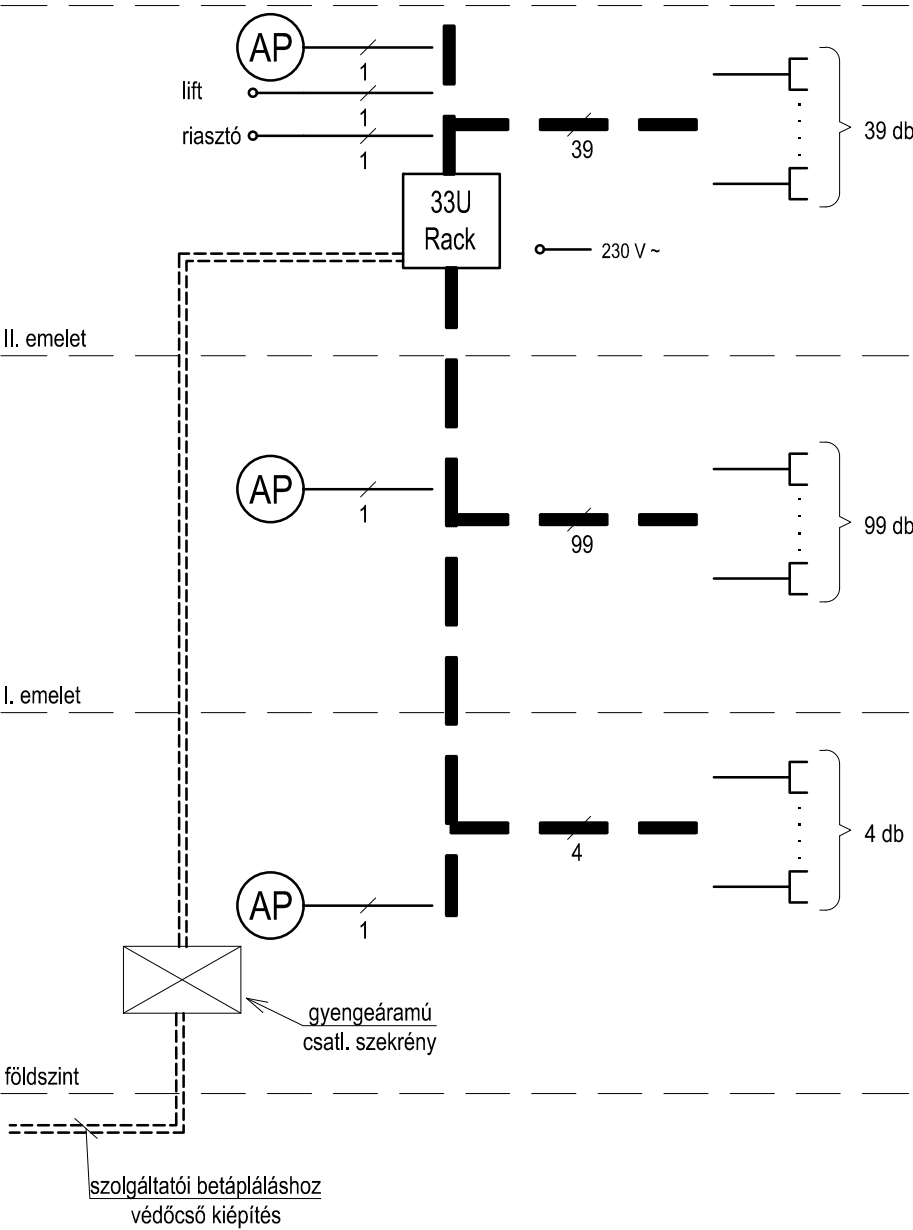 AP
1
lift
1
riasztó
1
39
39 db
33U
Rack
230 V ~
II. emelet
AP
1
99
99 db
I. emelet
4
4 db
AP
1
gyengeáramú
csatl. szekrény
földszint
szolgáltatói betápláláshoz
védőcső kiépítés